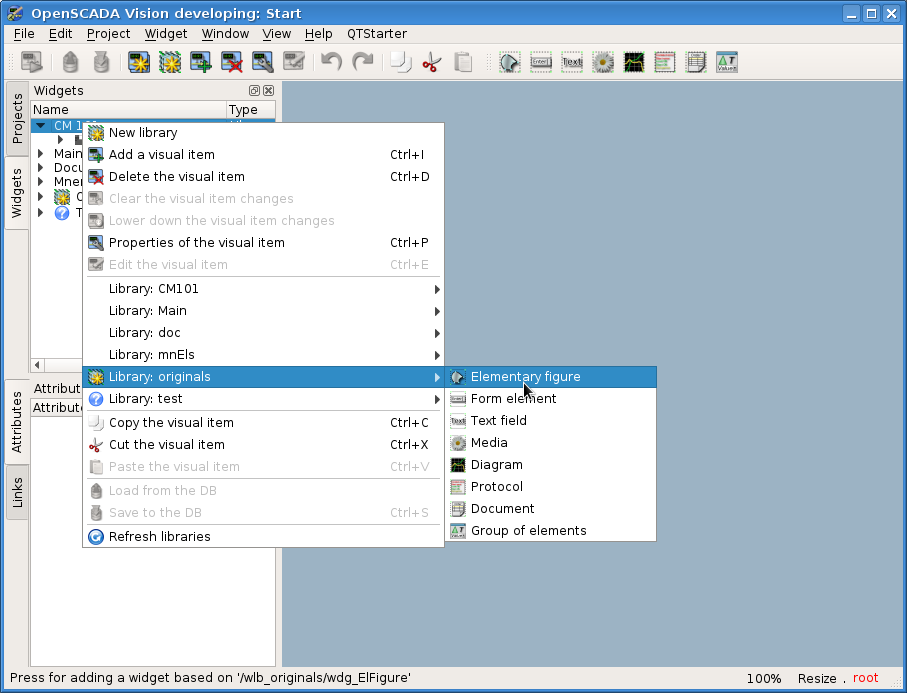 OpenSCADA Vision developing: Start
File Edit Project Widget Window View Help QTStarter
Projects
Widgets
Attributes
Links
Widgets
Name Type
CM 1
Main
Docu
Mner
Attribut
Attribute
New library
Add a visual item Ctrl+I
Delete the visual item Ctrl+D
Clear the visual item changes
Lower down the visual item changes
Properties of the visual item Ctrl+P
Edit the visual item Ctrl+E
Library: CM101
Library: Main
Library: doc
Library: mnEls
Library: originals
Library: test
Copy the visual item Ctrl+C
Cut the visual item Ctrl+X
Paste the visual item Ctrl+V
Load from the DB
Save to the DB Ctrl+S
Refresh libraries
Elementary figure
Form element
Text field
Media
Diagram
Protocol
Document
Group of elements
Press for adding a widget based on '/wlb_originals/wdg_ElFigure' 100% Resize . root